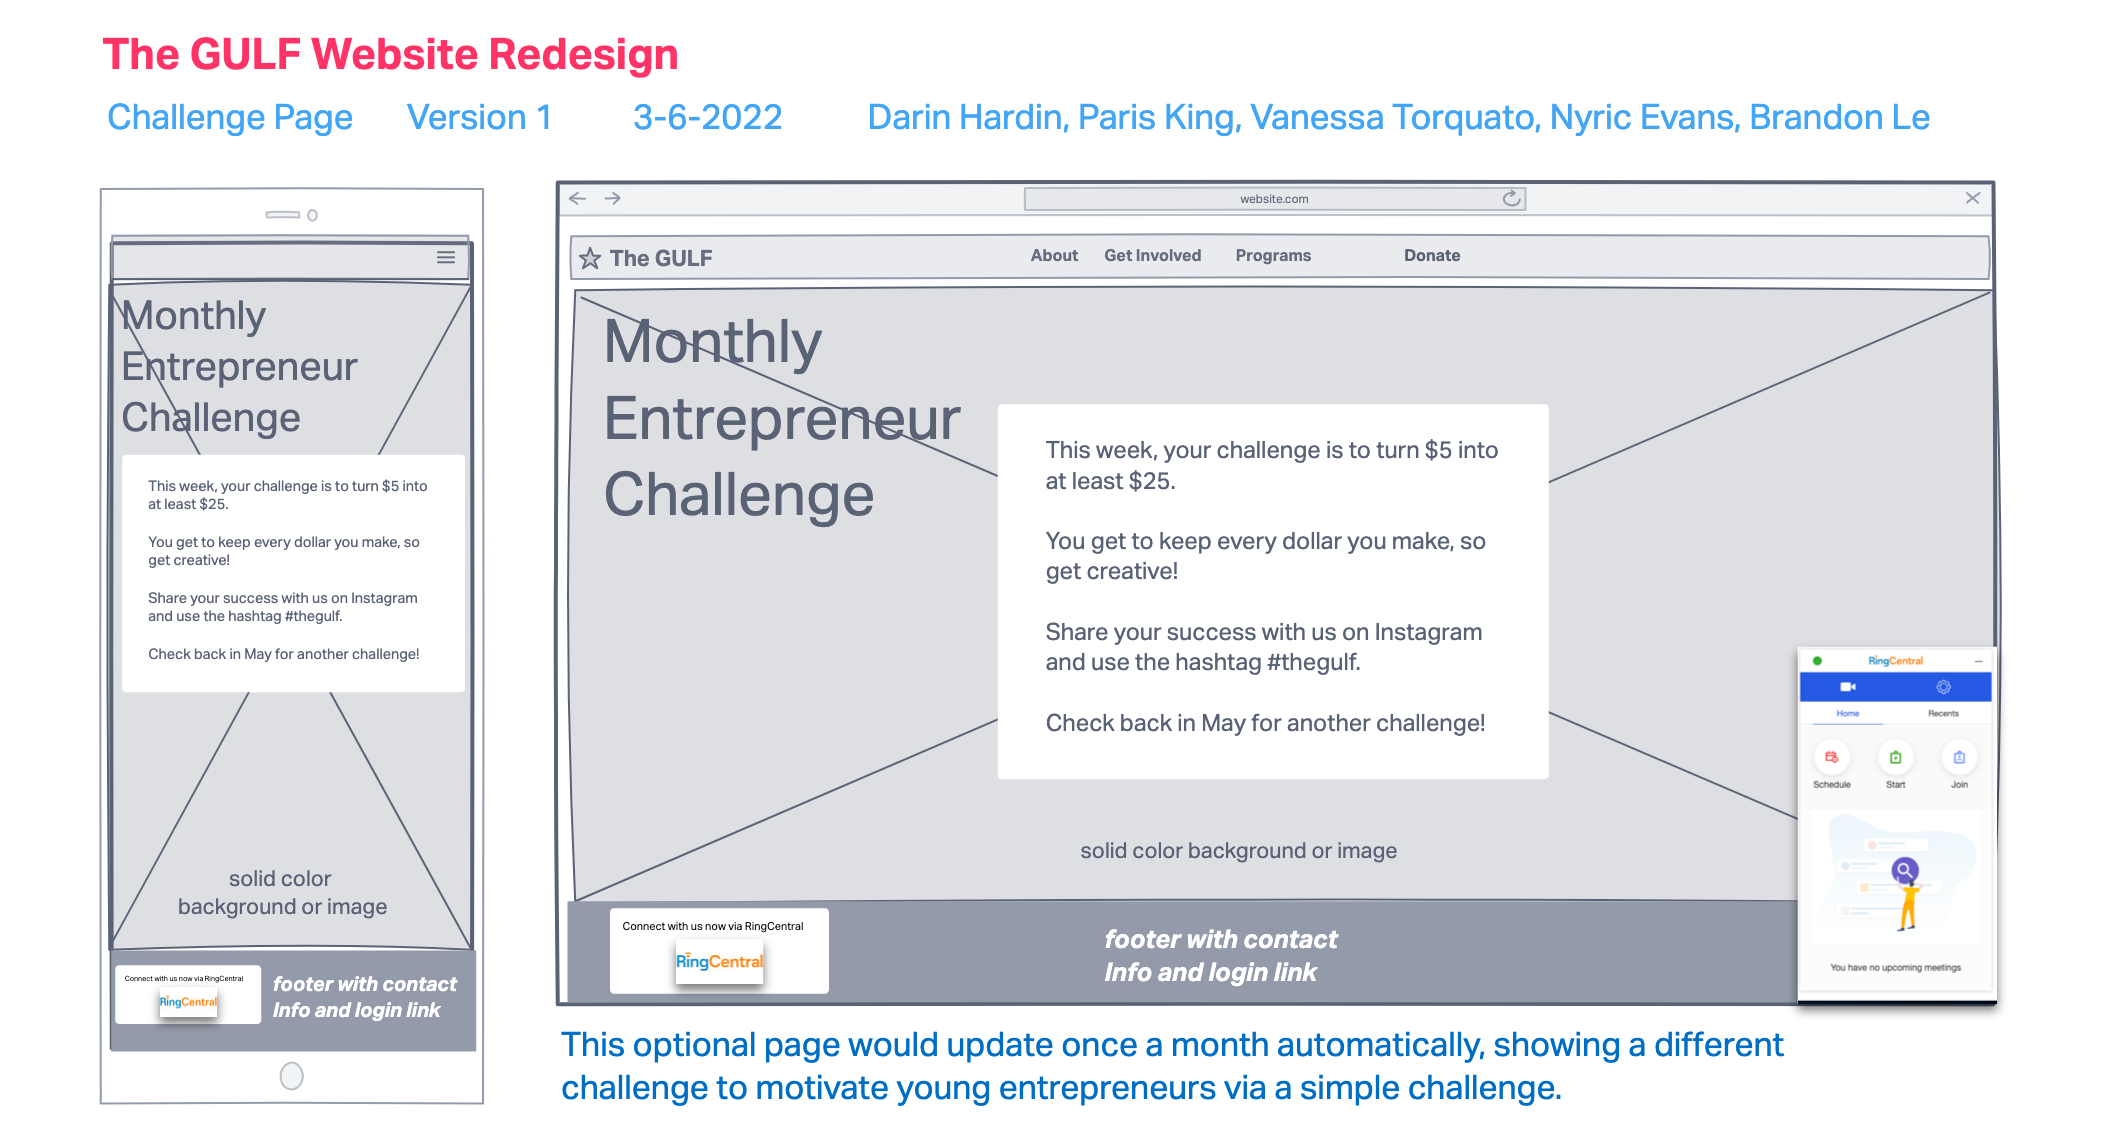 The GULF Website Redesign
Challenge Page Version 1 3-6-2022 Darin Hardin, Paris King, Vanessa Torquato, Nyric Evans, Brandon Le
Monthly
Entrepreneur
Challenge
This week, your challenge is to turn $5 into
at least $25.
You get to keep every dollar you make, so
get creative!
Share your success with us on Instagram
and use the hashtag #thegulf.
Check back in May for another challenge!
solid color
background or image
Connect with us now via RingCentral
RingCentral
footer with contact
Info and login link
website.com
The GULF About Get Involved Programs Donate
Monthly
Entrepreneur
Challenge
This week, your challenge is to turn $5 into
at least $25.
You get to keep every dollar you make, so
get creative!
Share your success with us on Instagram
and use the hashtag #thegulf.
Check back in May for another challenge!
solid color background or image
Connect with us now via RingCentral
RingCentral
footer with contact
Info and login link
RingCentral
Home Recents
Schedule Start Join
You have no upcoming meetings
This optional page would update once a month automatically, showing a different
challenge to motivate young entrepreneurs via a simple challenge.